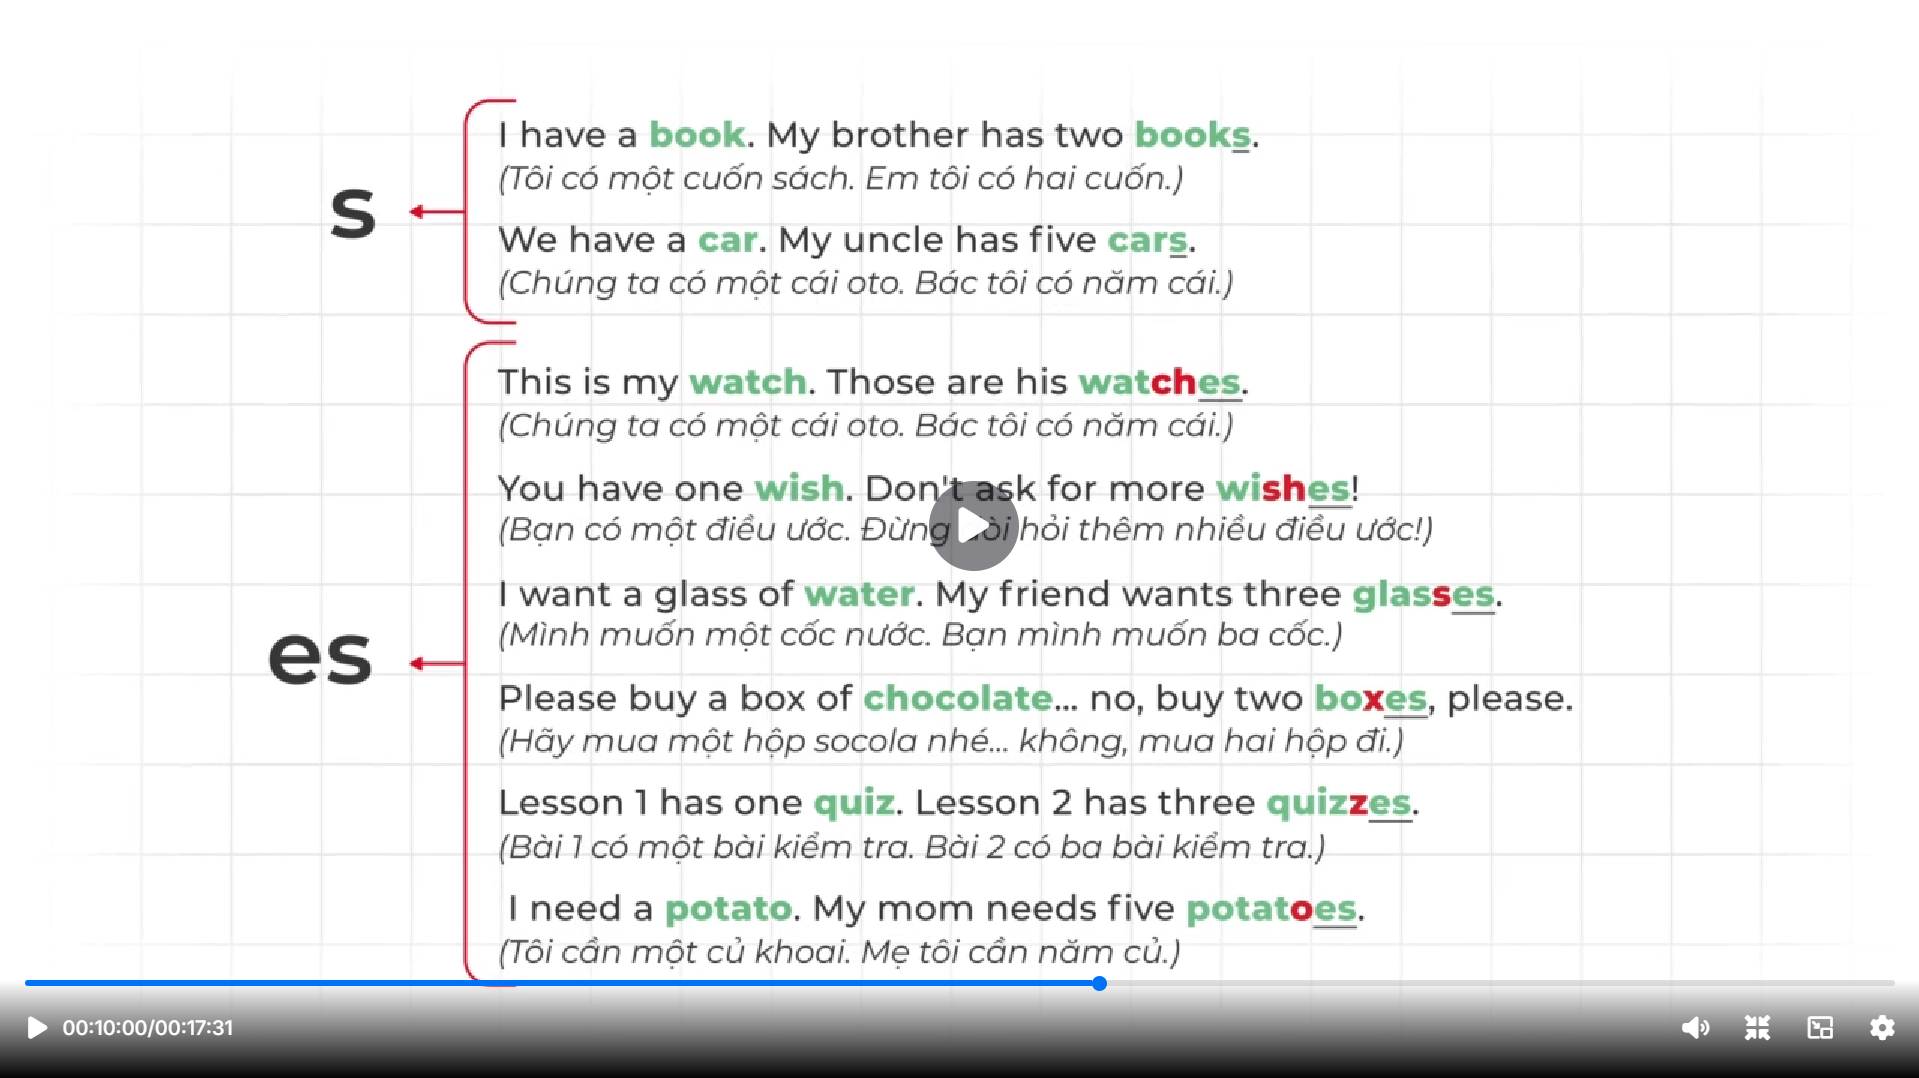 s
I have a book. My brother has two books.
(Tôi có một cuốn sách. Em tôi có hai cuốn.)
We have a car. My uncle has five cars.
(Chúng ta có một cái oto. Bác tôi có năm cái.)
es
This is my watch. Those are his watches.
(Chúng ta có một cái oto. Bác tôi có năm cái.)
You have one wish. Don't ask for more wishes!
(Bạn có một điều ước. Đừng đòi hỏi thêm nhiều điều ước!)
I want a glass of water. My friend wants three glasses.
(Mình muốn một cốc nước. Bạn mình muốn ba cốc.)
Please buy a box of chocolate... no, buy two boxes, please.
(Hãy mua một hộp socola nhé... không, mua hai hộp đi.)
Lesson 1 has one quiz. Lesson 2 has three quizzes.
(Bài 1 có một bài kiểm tra. Bài 2 có ba bài kiểm tra.)
I need a potato. My mom needs five potatoes.
(Tôi cần một củ khoai. Mẹ tôi cần năm củ.)
00:10:00/00:17:31